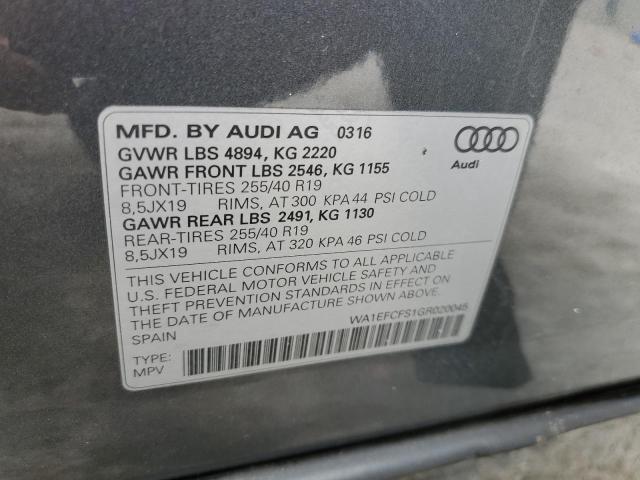 MFD. BY AUDI AG 0316
GVWR LBS 4894, KG 2220
GAWR FRONT LBS 2546, KG 1155
FRONT-TIRES 255/40 R19
8,5JX19 RIMS, AT 300 KPA 44 PSI COLD
GAWR REAR LBS 2491, KG 1130
REAR-TIRES 255/40 R19
8,5JX19 RIMS, AT 320 KPA 46 PSI COLD
Audi
THIS VEHICLE CONFORMS TO ALL APPLICABLE
U.S. FEDERAL MOTOR VEHICLE SAFETY AND
THEFT PREVENTION STANDARDS IN EFFECT ON
THE DATE OF MANUFACTURE SHOWN ABOVE.
SPAIN
WA1EFCFS1GR020045
TYPE:
MPV